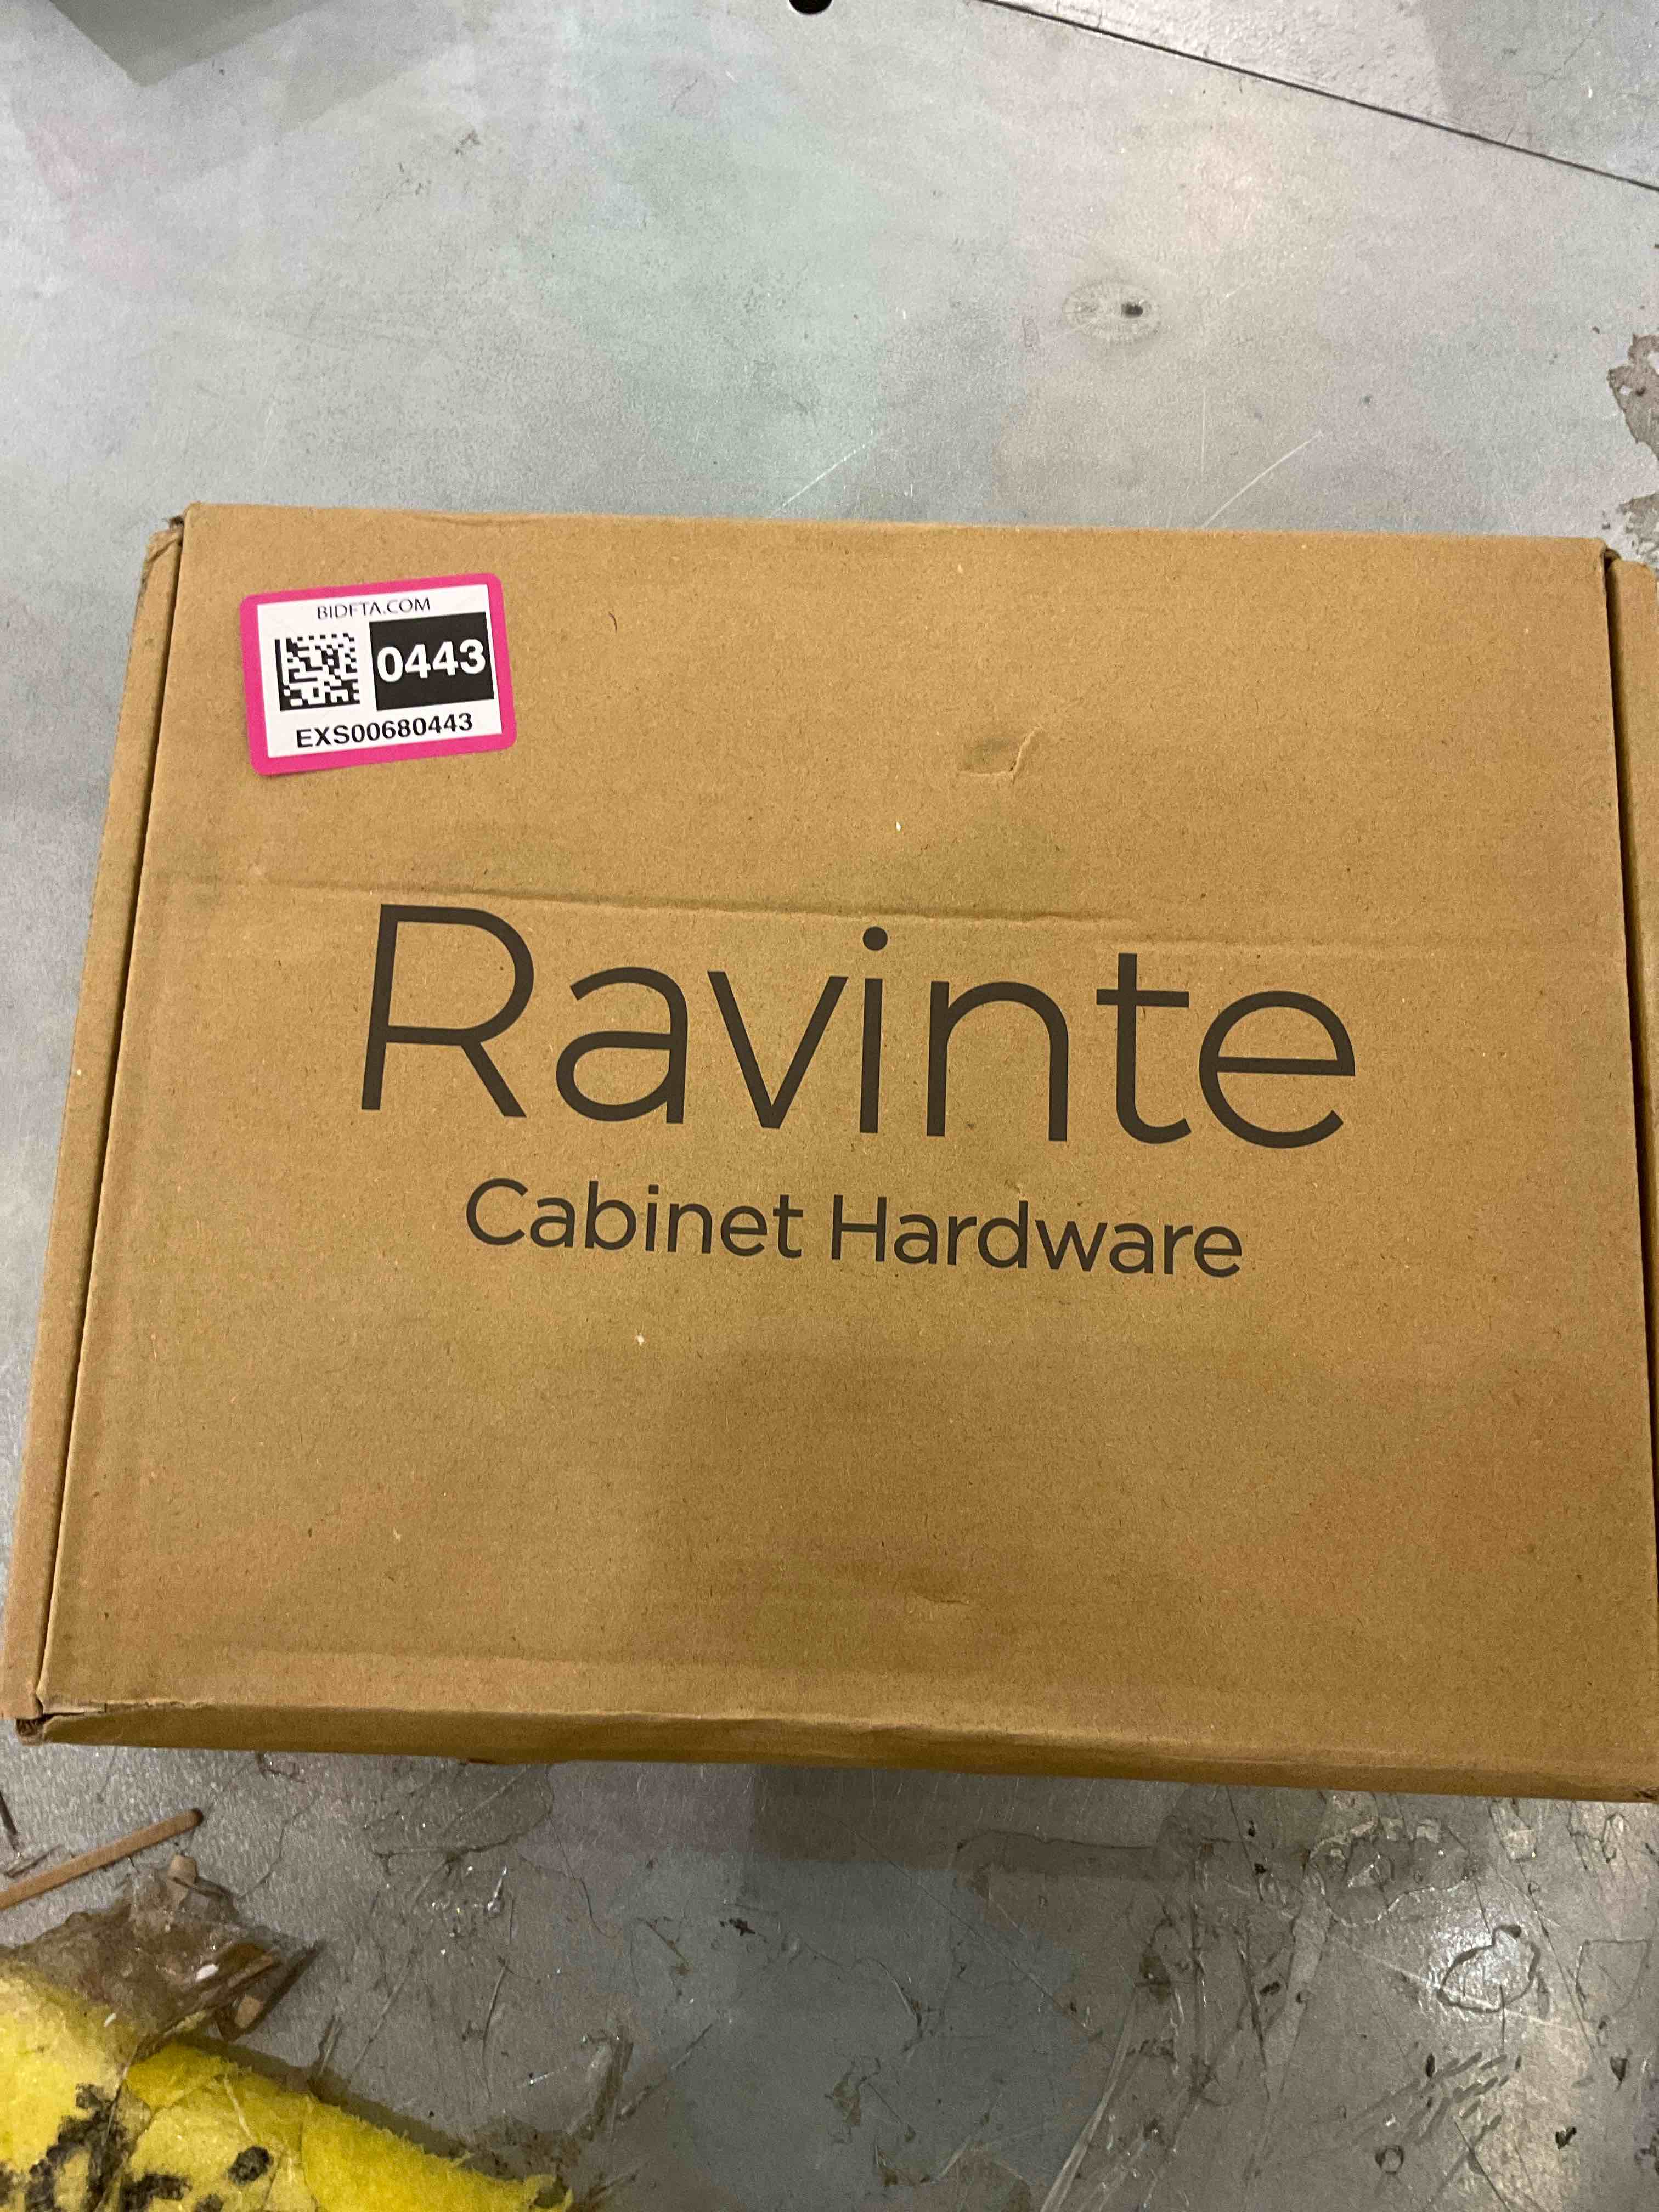 BIDFTA.COM
0443
EXS00680443
Ravinte
Cabinet Hardware